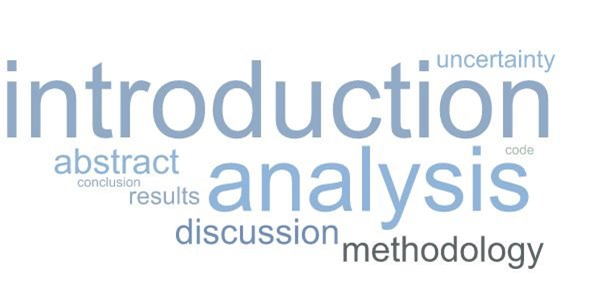 uncertainty
introduction
code
abstract
analysis
conclusion
results
discussion
methodology